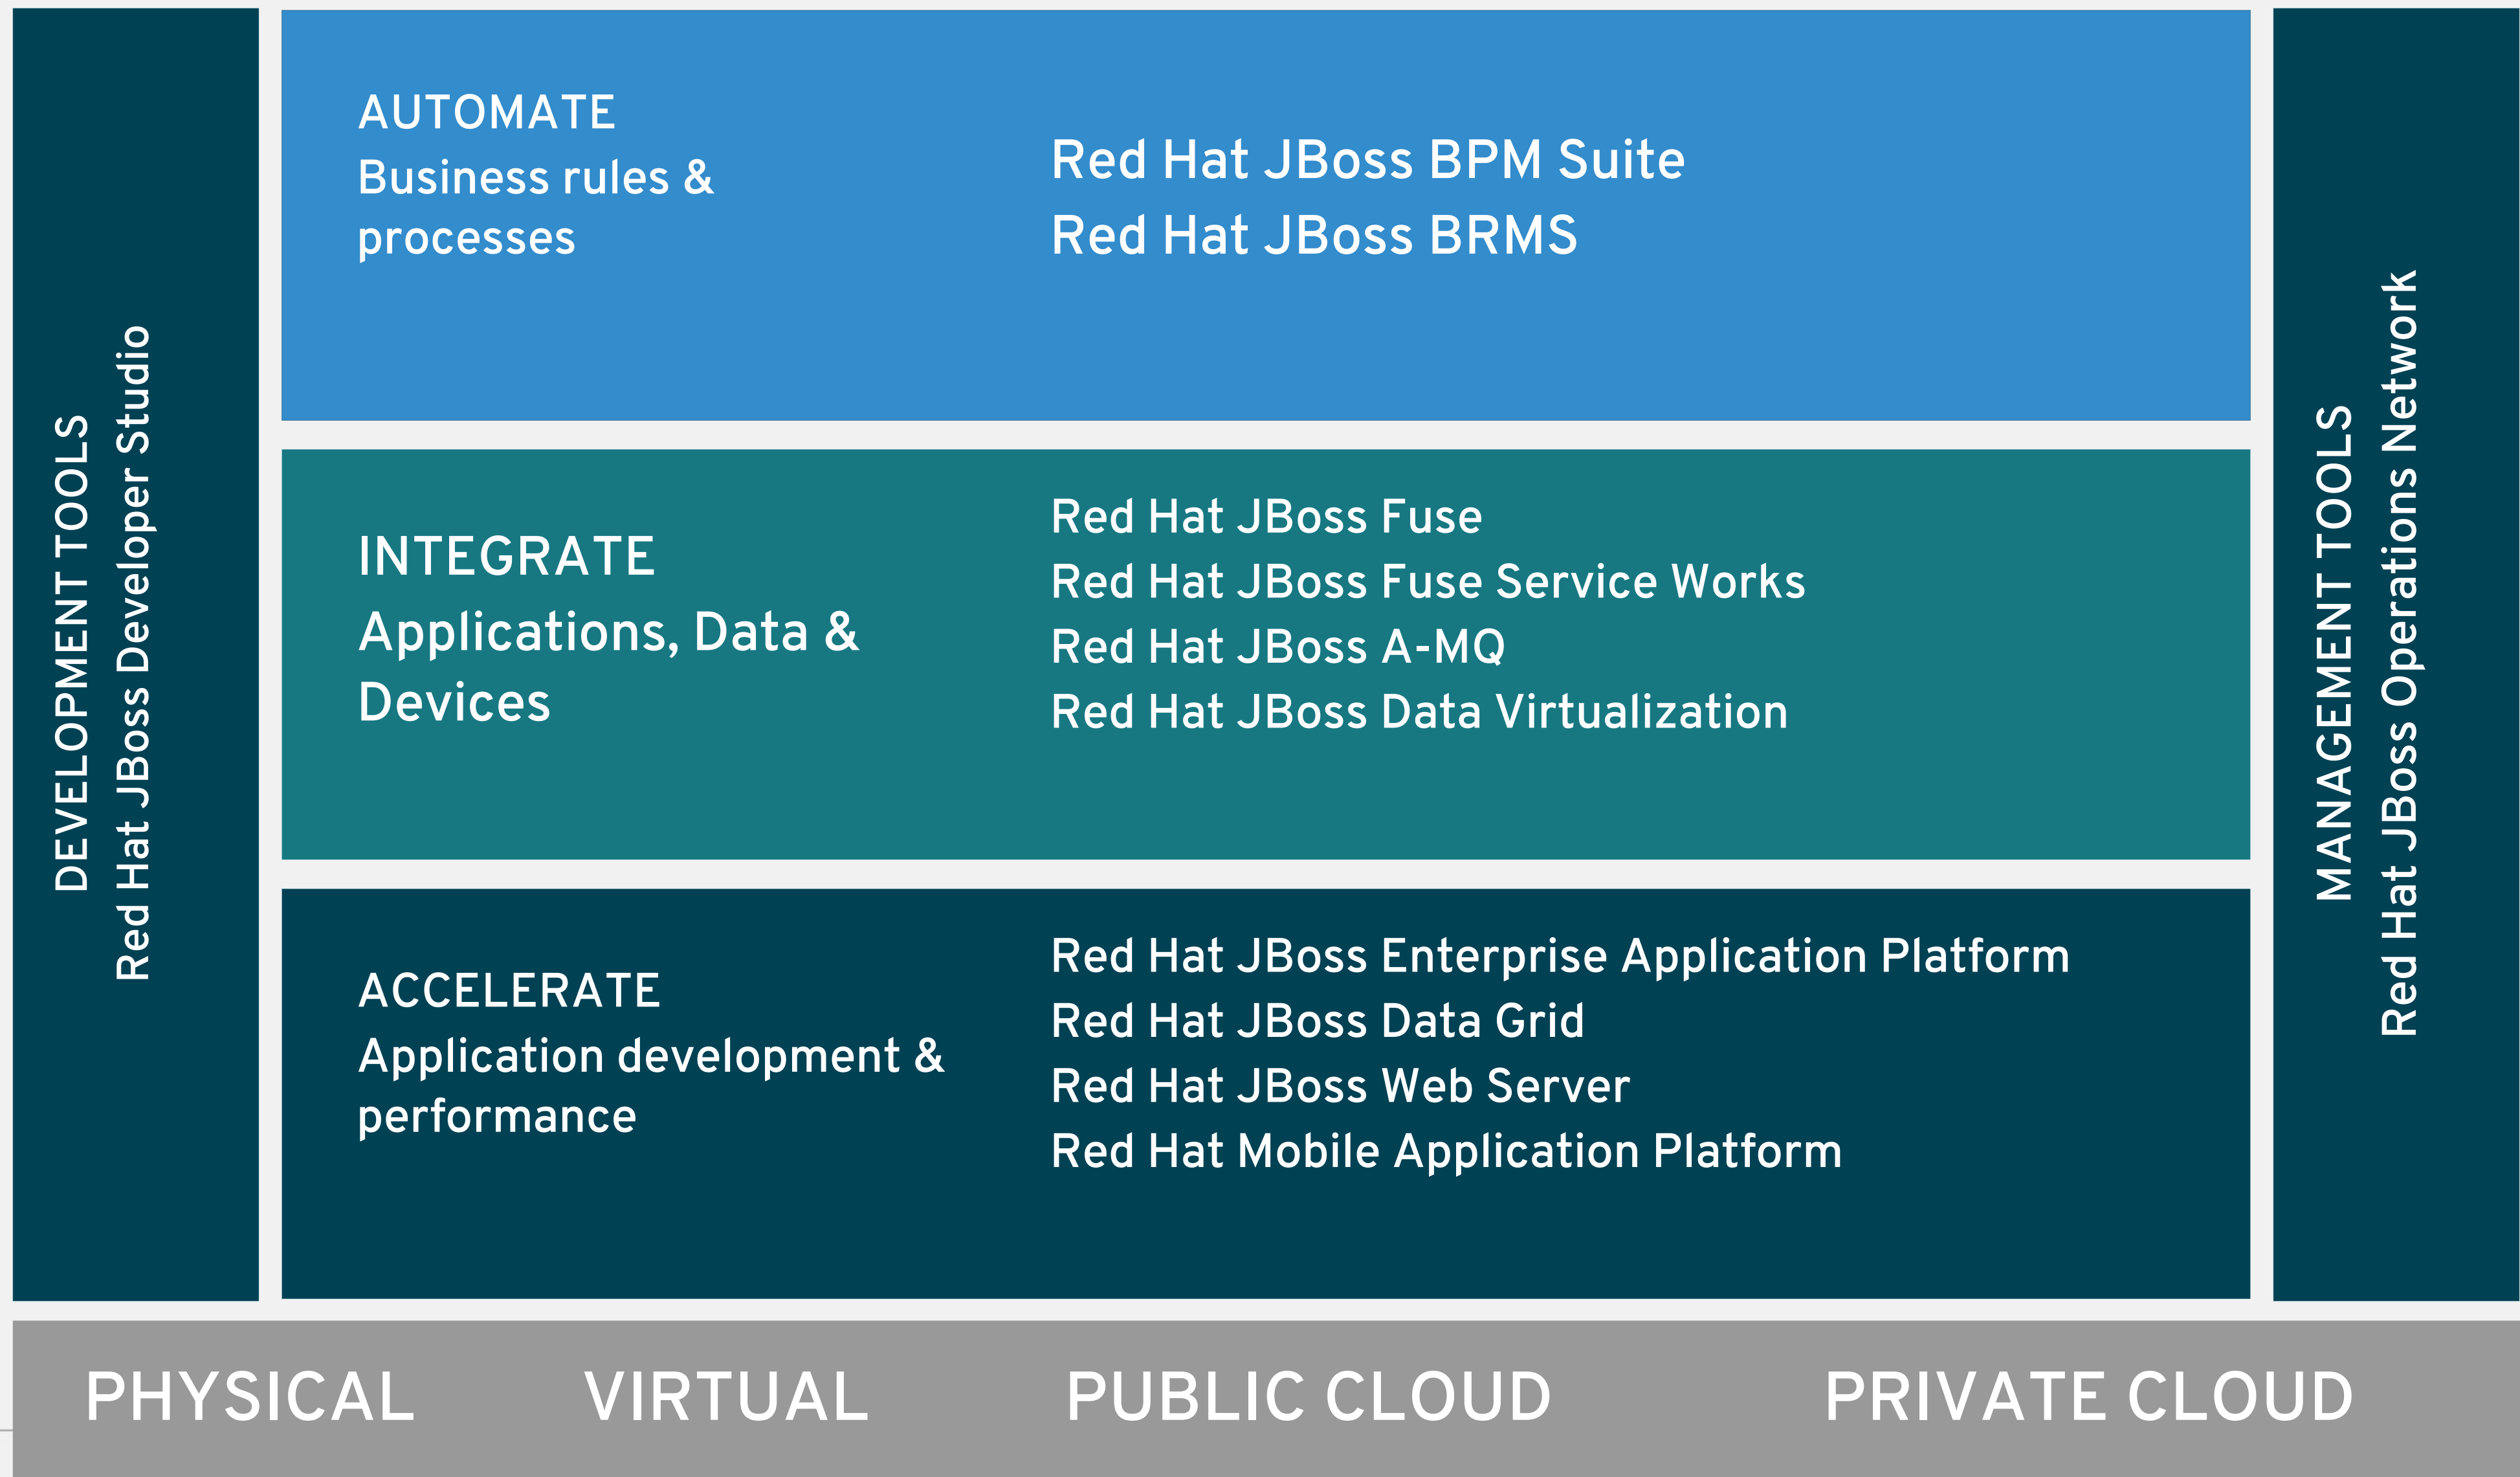 DEVELOPMENT TOOLS
Red Hat JBoss Developer Studio
AUTOMATE
Business rules &
processes
Red Hat JBoss BPM Suite
Red Hat JBoss BRMS
INTEGRATE
Applications, Data &
Devices
Red Hat JBoss Fuse
Red Hat JBoss Fuse Service Works
Red Hat JBoss A-MQ
Red Hat JBoss Data Virtualization
ACCELERATE
Application development &
performance
Red Hat JBoss Enterprise Application Platform
Red Hat JBoss Data Grid
Red Hat JBoss Web Server
Red Hat Mobile Application Platform
MANAGEMENT TOOLS
Red Hat JBoss Operations Network
PHYSICAL VIRTUAL PUBLIC CLOUD PRIVATE CLOUD